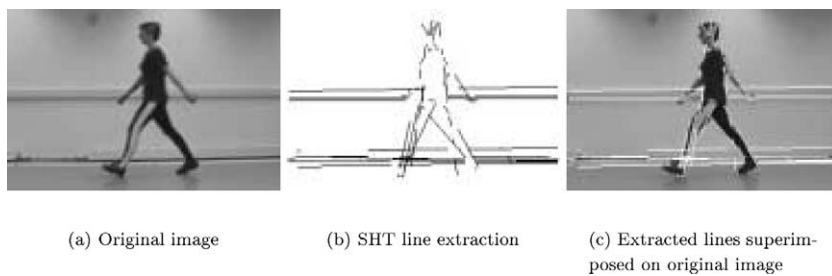 (a) Original image
(b) SHT line extraction
(c) Extracted lines superim-
posed on original image